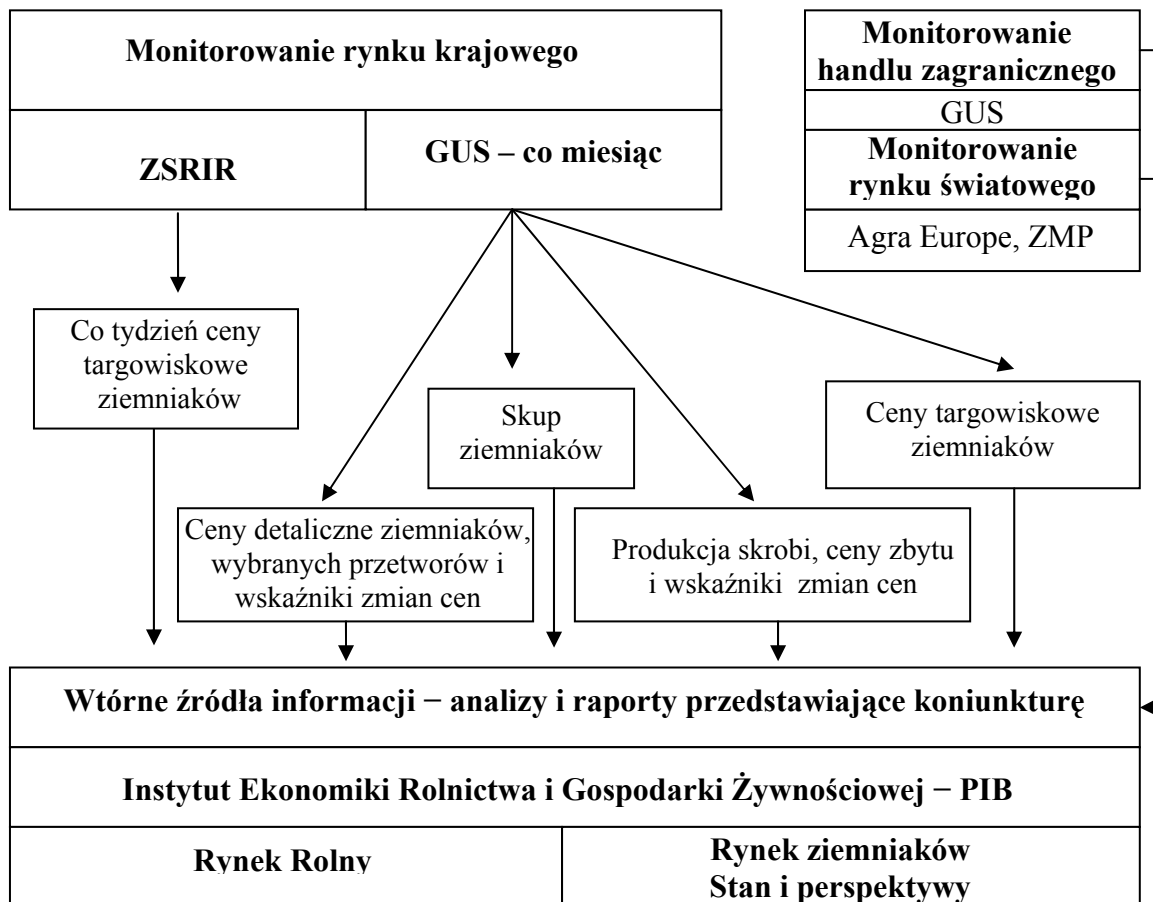 Monitorowanie rynku krajowego
ZSRIR
GUS – co miesiąc
Monitorowanie
handlu zagranicznego
GUS
Monitorowanie
rynku światowego
Agra Europe, ZMP
Co tydzień ceny
targowiskowe
ziemniaków
Skup
ziemniaków
Ceny targowiskowe
ziemniaków
Ceny detaliczne ziemniaków,
wybranych przetworów i
wskaźniki zmian cen
Produkcja skrobi, ceny zbytu
i wskaźniki zmian cen
Wtórne źródła informacji − analizy i raporty przedstawiające koniunkturę
Instytut Ekonomiki Rolnictwa i Gospodarki Żywnościowej − PIB
Rynek Rolny
Rynek ziemniaków
Stan i perspektywy